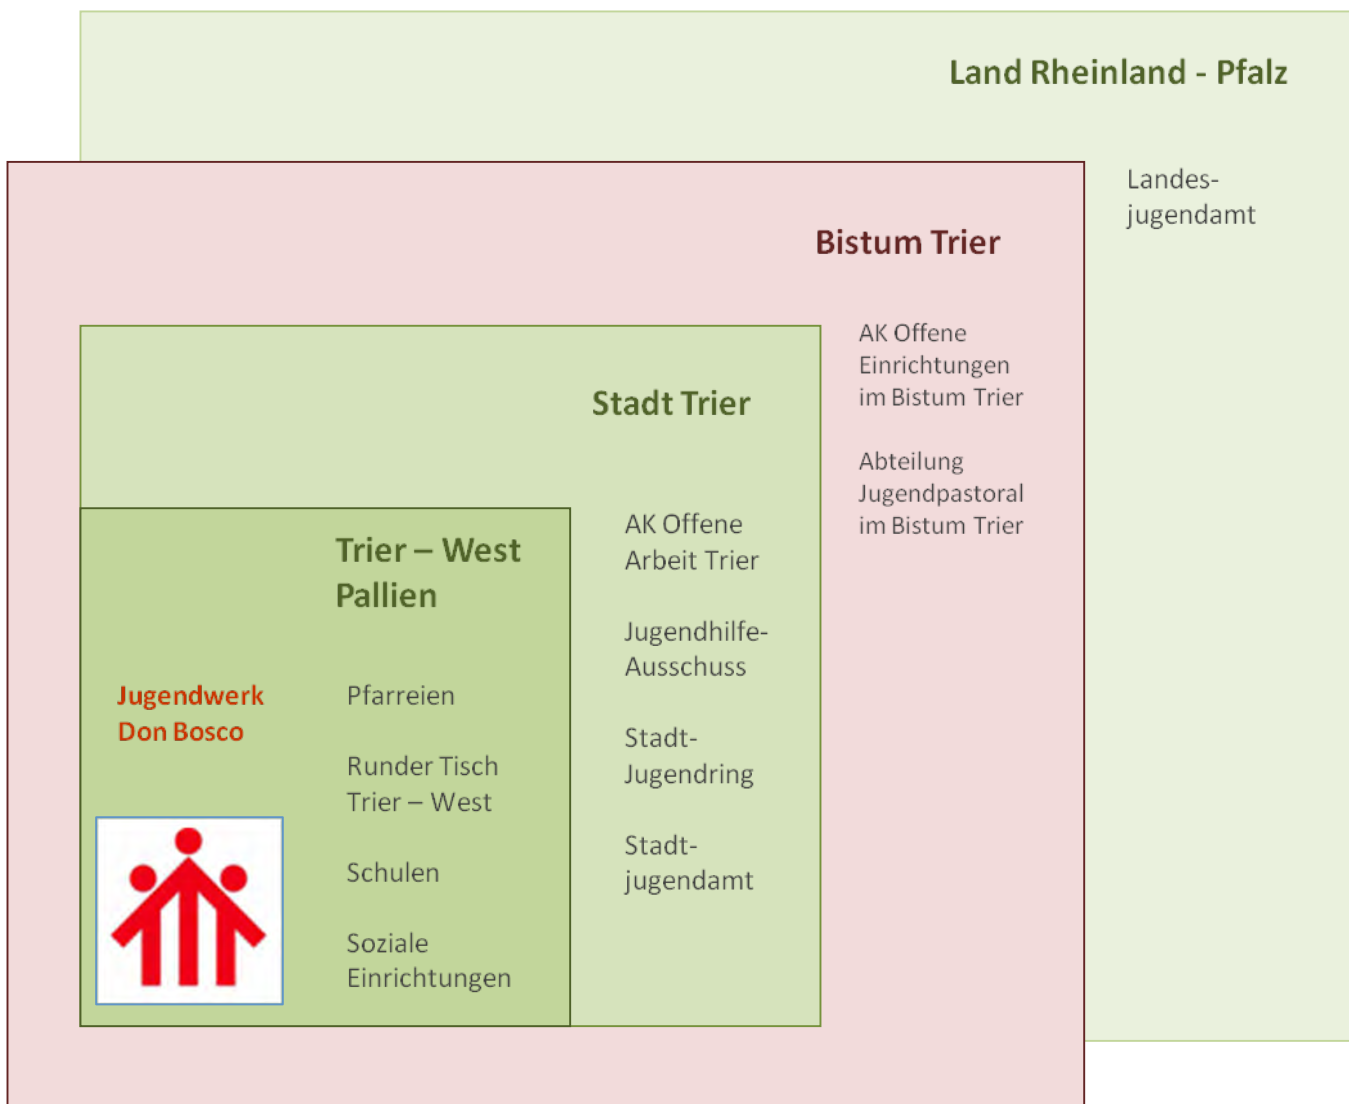 Land Rheinland - Pfalz
Landes-
jugendamt
Bistum Trier
AK Offene
Einrichtungen
im Bistum Trier
Abteilung
Jugendpastoral
im Bistum Trier
Stadt Trier
AK Offene
Arbeit Trier
Jugendhilfe-
Ausschuss
Stadt-
Jugendring
Stadt-
jugendamt
Trier – West
Pallien
Jugendwerk
Don Bosco
Pfarreien
Runder Tisch
Trier – West
Schulen
Soziale
Einrichtungen